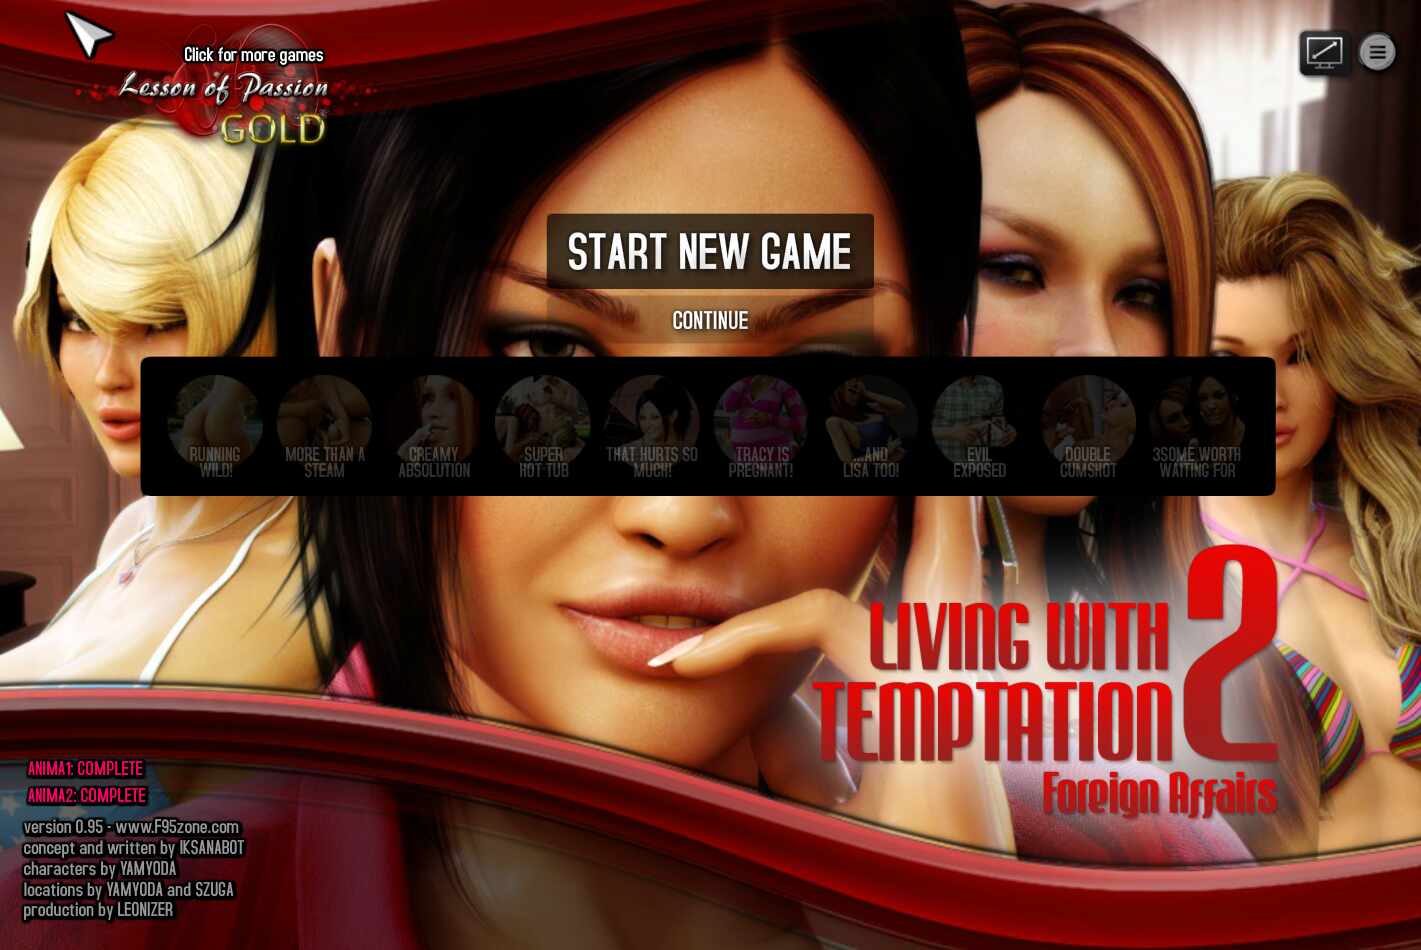 Click for more games
Lesson of Passion
GOLD
START NEW GAME
CONTINUE
RUNNING
WILD!
MORE THAN A
STEAM
CREAMY
ABSOLUTION
SUPER
HOT TUB
THAT HURTS SO
MUCH!
TRACY IS
PREGNANT!
...AND
LISA TOO!
EVIL
EXPOSED
DOUBLE
CUMSHOT
3SOME WORTH
WAITING FOR
LIVING WITH
TEMPTATION
2
Foreign Affairs
ANIMA1: COMPLETE
ANIMA2: COMPLETE
version 0.95 - www.F95zone.com
concept and written by IKSANABOT
characters by YAMYODA
locations by YAMYODA and SZUGA
production by LEONIZER